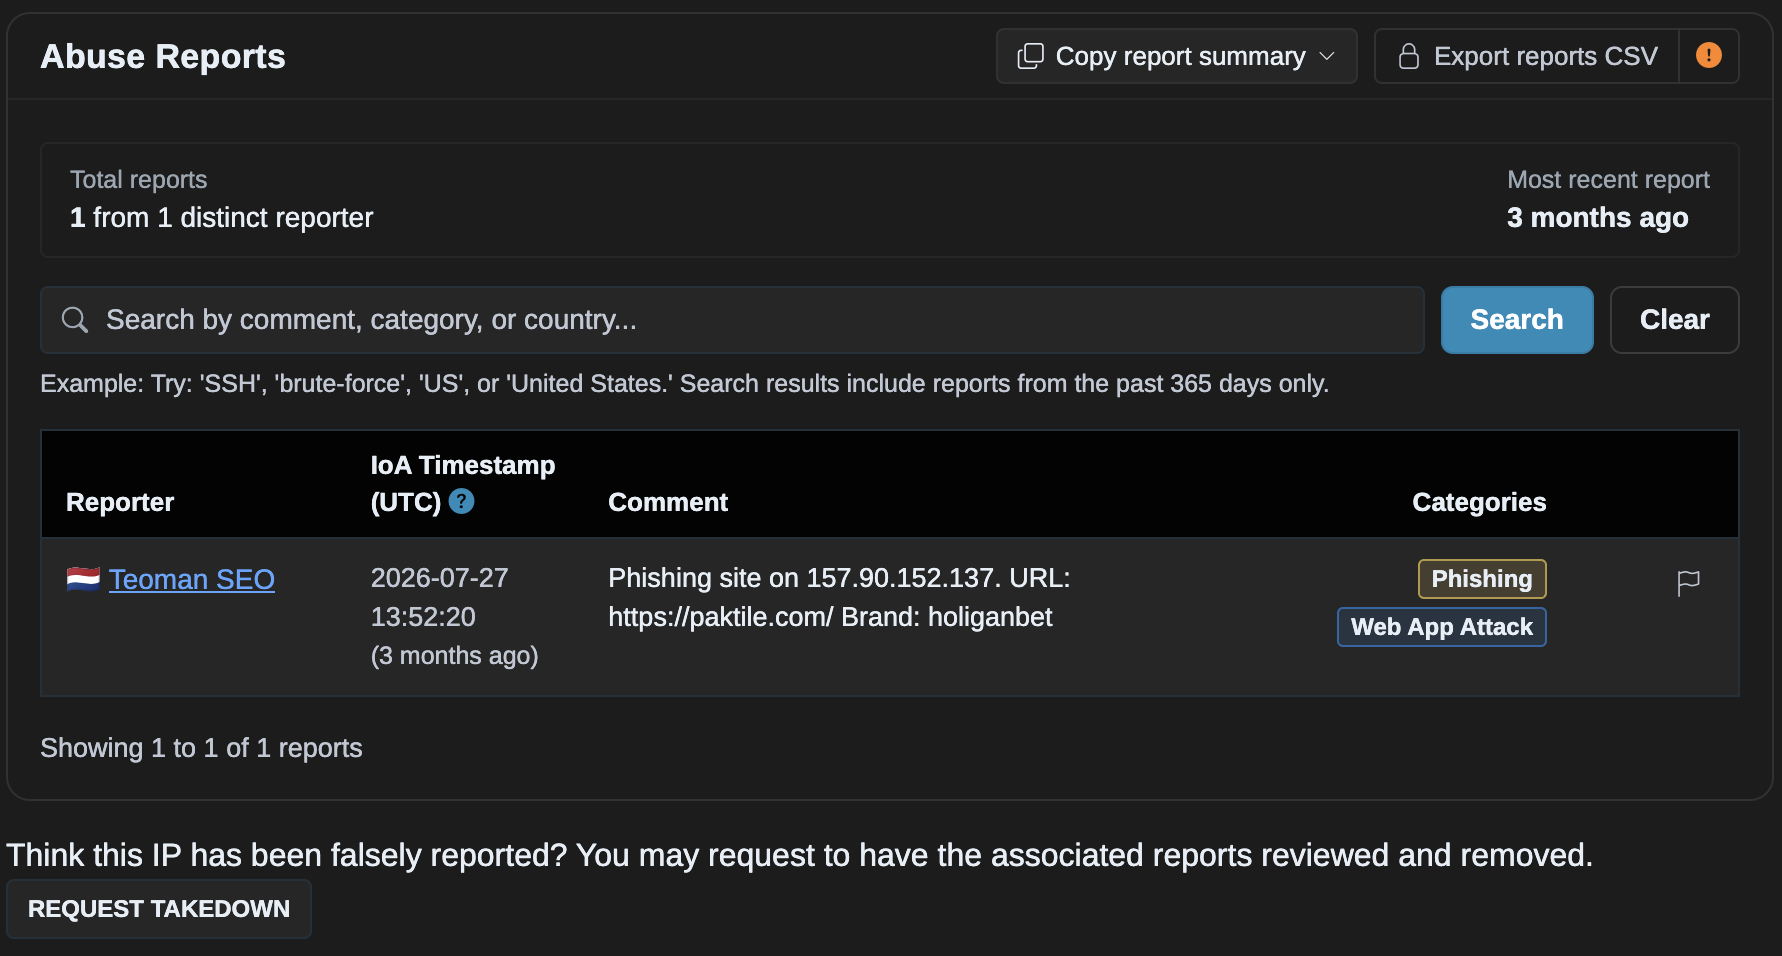 Abuse Reports
Copy report summary
Export reports CSV
!
Total reports
1 from 1 distinct reporter
Most recent report
3 months ago
Search by comment, category, or country...
Search
Clear
Example: Try: 'SSH', 'brute-force', 'US', or 'United States.' Search results include reports from the past 365 days only.
Reporter
IoA Timestamp
(UTC) ?
Comment
Categories
Teoman SEO
2026-07-27
13:52:20
(3 months ago)
Phishing site on 157.90.152.137. URL:
https://paktile.com/ Brand: holiganbet
Phishing
Web App Attack
Showing 1 to 1 of 1 reports
Think this IP has been falsely reported? You may request to have the associated reports reviewed and removed.
REQUEST TAKEDOWN